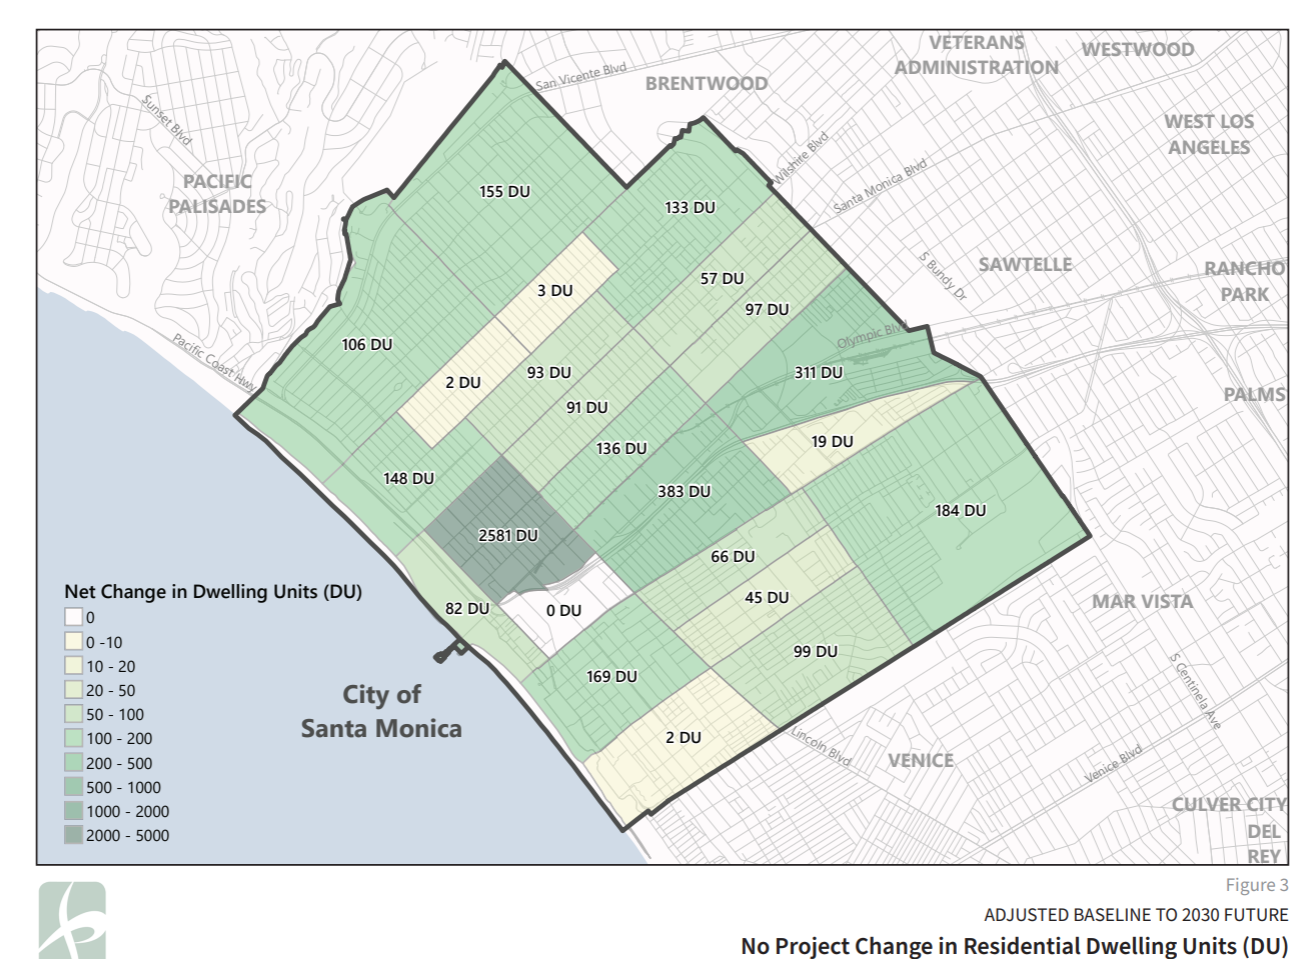 VETERANS
ADMINISTRATION
WESTWOOD
San Vicente Blvd
BRENTWOOD
Sunset Blvd
WEST LOS
ANGELES
Wilshire Blvd
Santa Monica Blvd
PACIFIC
PALISADES
155 DU
133 DU
S Bundy Dr
SAWTELLE
RANCHO
PARK
57 DU
3 DU
97 DU
Olympic Blvd
Pacific Coast Hwy
106 DU
93 DU
311 DU
2 DU
PALMS
91 DU
19 DU
136 DU
148 DU
383 DU
184 DU
2581 DU
66 DU
Net Change in Dwelling Units (DU)
0
0 -10
10 - 20
20 - 50
50 - 100
100 - 200
200 - 500
500 - 1000
1000 - 2000
2000 - 5000
82 DU
0 DU
45 DU
MAR VISTA
99 DU
169 DU
S Centinela Ave
City of
Santa Monica
2 DU
Lincoln Blvd
VENICE
Venice Blvd
CULVER CITY
DEL
REY
Figure 3
ADJUSTED BASELINE TO 2030 FUTURE
No Project Change in Residential Dwelling Units (DU)